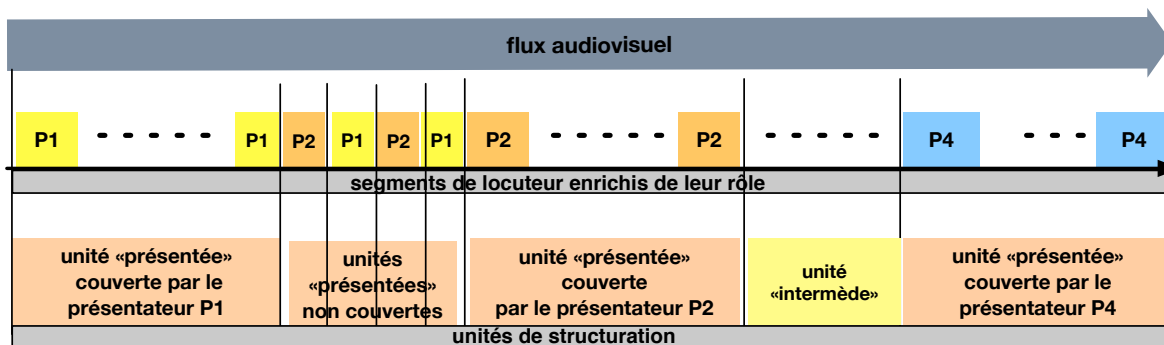 flux audiovisuel
P1 P1 P2 P1 P2 P1 P2 P2 P4 P4
segments de locuteur enrichis de leur rôle
unité «présentée»
couverte par le
présentateur P1
unités
«présentées»
non couvertes
unité «présentée»
couverte
par le présentateur P2
unité
«intermède»
unité «présentée»
couverte par le
présentateur P4
unités de structuration